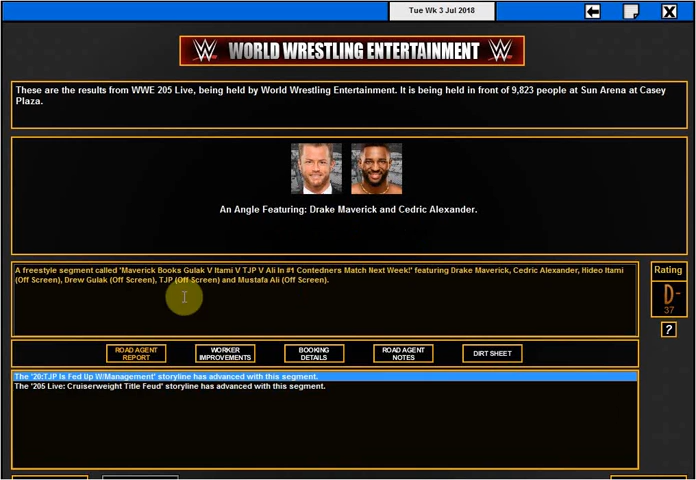 Tue Wk 3 Jul 2018
WORLD WRESTLING ENTERTAINMENT
These are the results from WWE 205 Live, being held by World Wrestling Entertainment. It is being held in front of 9,823 people at Sun Arena at Casey
Plaza.
An Angle Featuring: Drake Maverick and Cedric Alexander.
A freestyle segment called 'Maverick Books Gulak V Itami V TJP V Ali In #1 Contedners Match Next Week!' featuring Drake Maverick, Cedric Alexander, Hideo Itami
(Off Screen), Drew Gulak (Off Screen), TJP (Off Screen) and Mustafa Ali (Off Screen).
Rating
D-
37
?
ROAD AGENT
REPORT
WORKER
IMPROVEMENTS
BOOKING
DETAILS
ROAD AGENT
NOTES
DIRT SHEET
The '20:TJP Is Fed Up W/Management' storyline has advanced with this segment.
The '205 Live: Cruiserweight Title Feud' storyline has advanced with this segment.